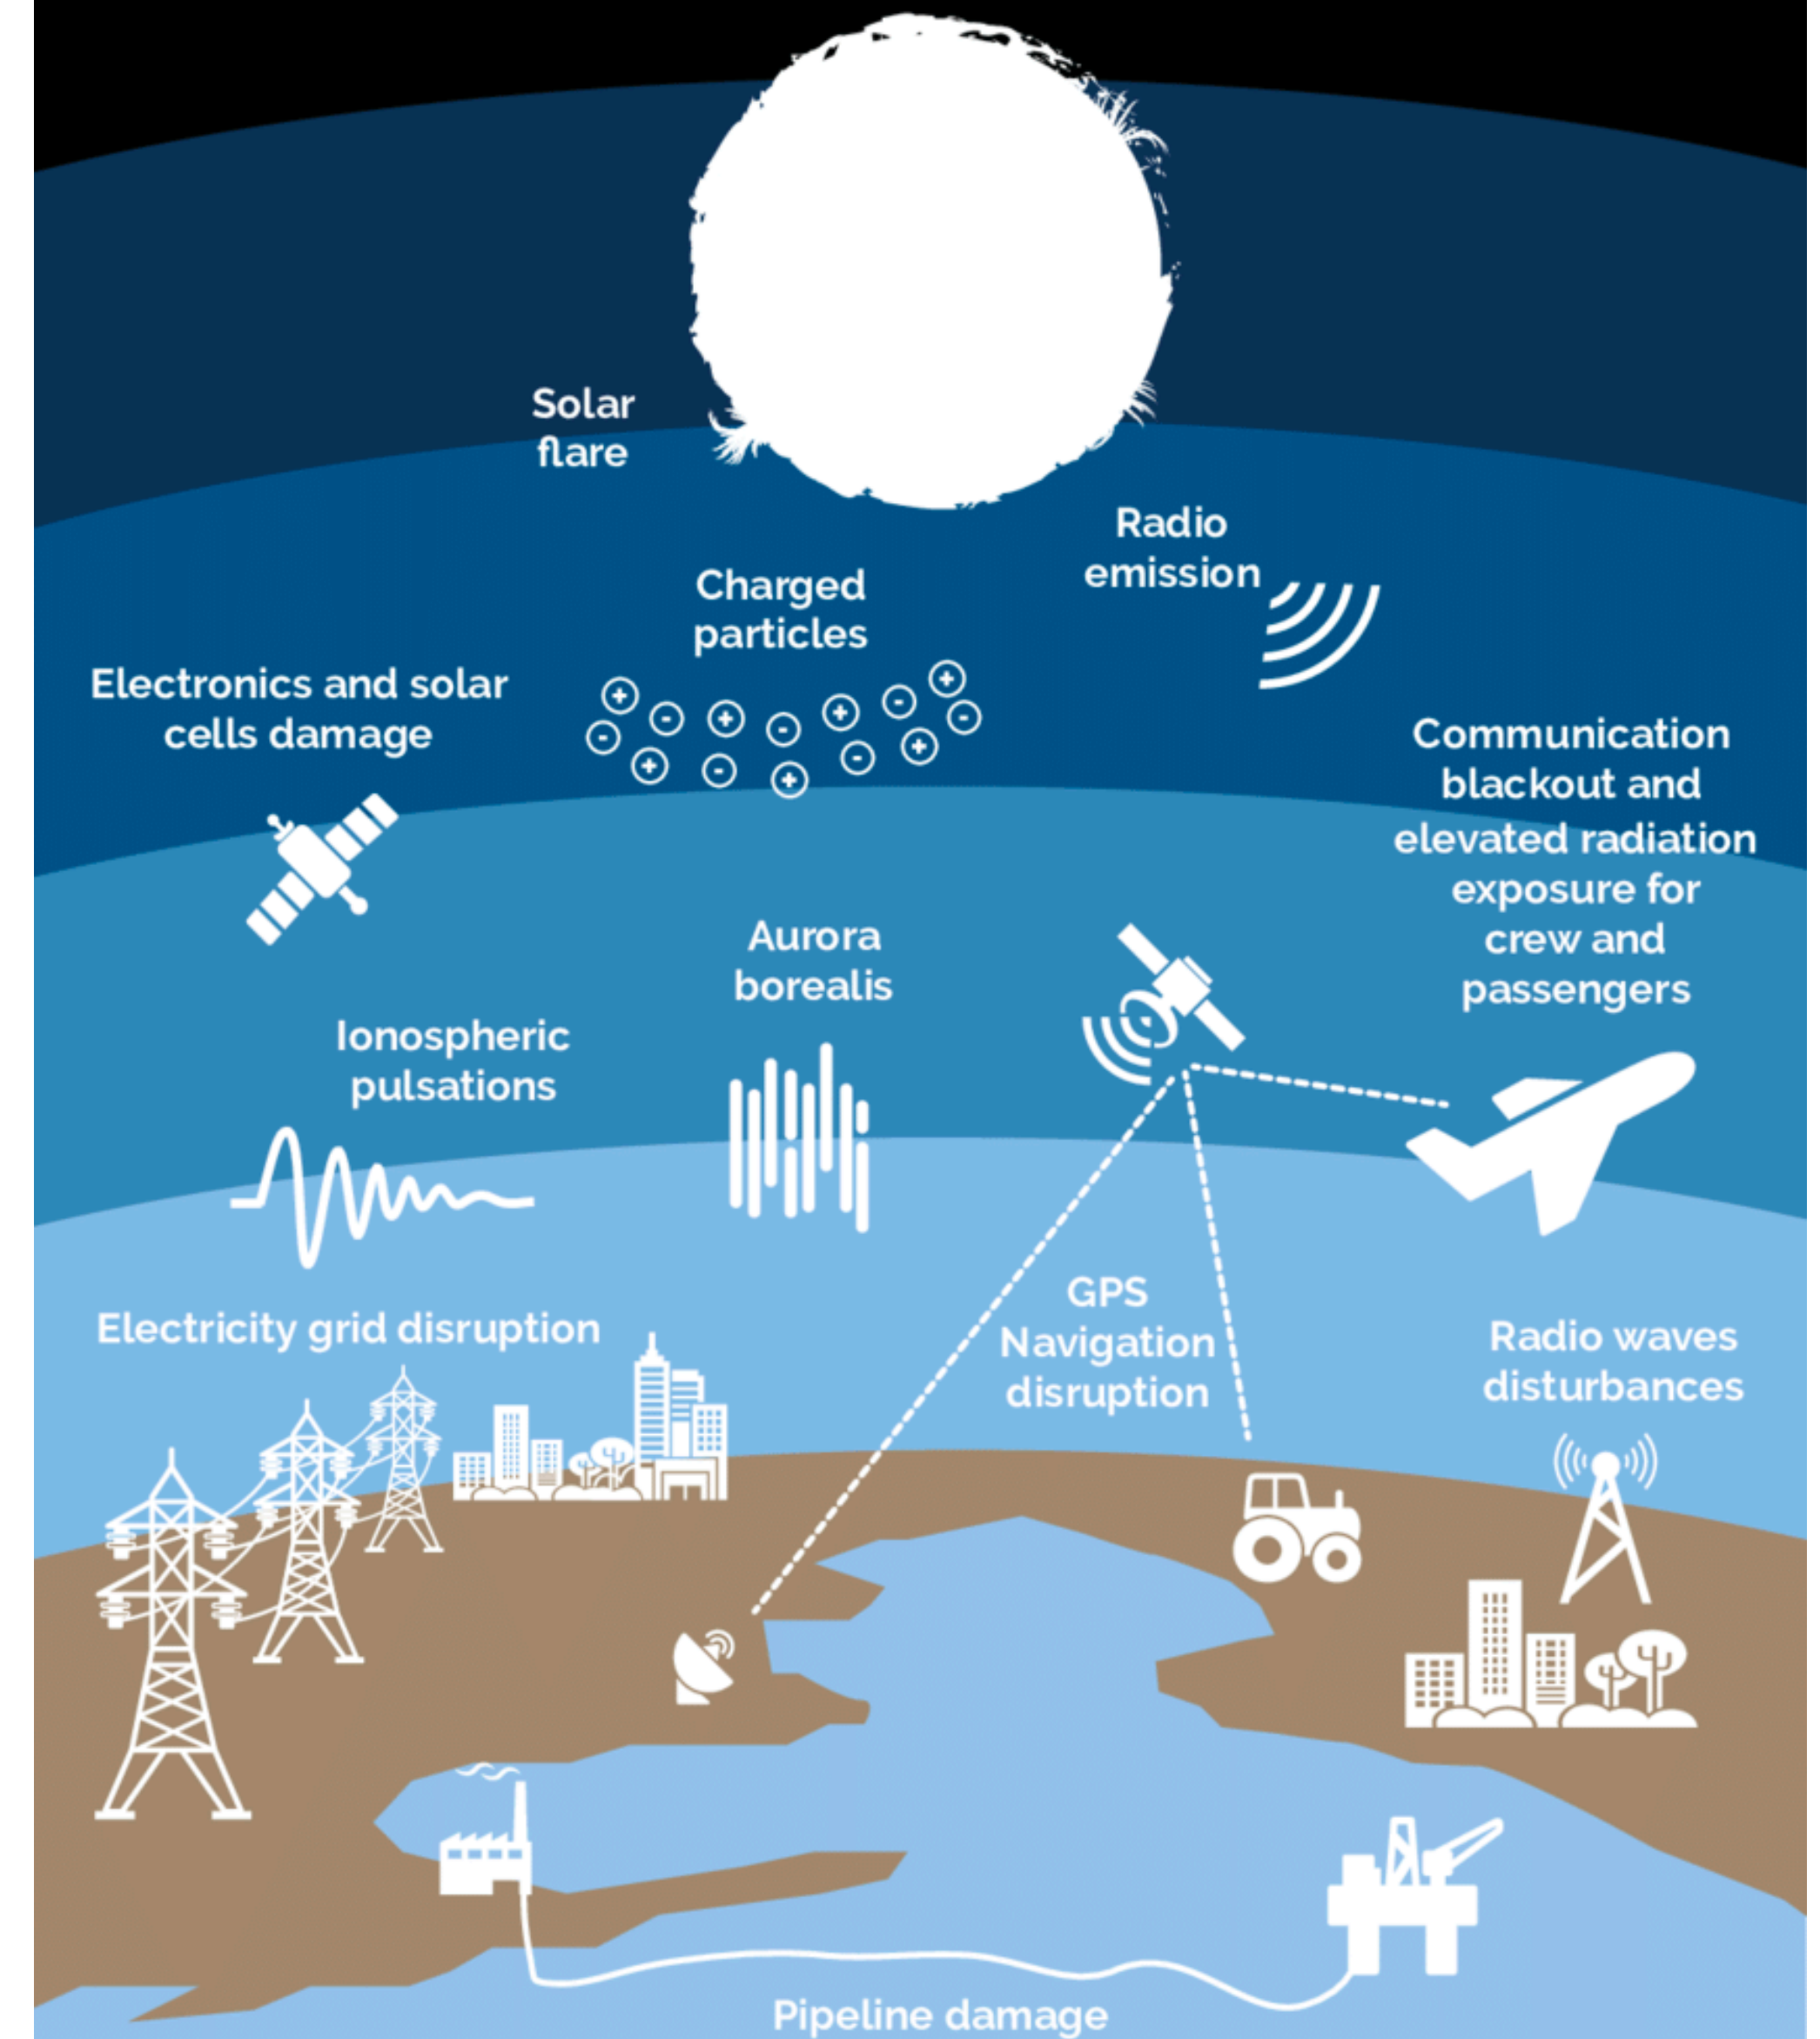 Solar
flare
Radio
emission
Charged
particles
Electronics and solar
cells damage
Communication
blackout and
elevated radiation
exposure for
crew and
passengers
Aurora
borealis
Ionospheric
pulsations
GPS
Navigation
disruption
Electricity grid disruption
Radio waves
disturbances
Pipeline damage